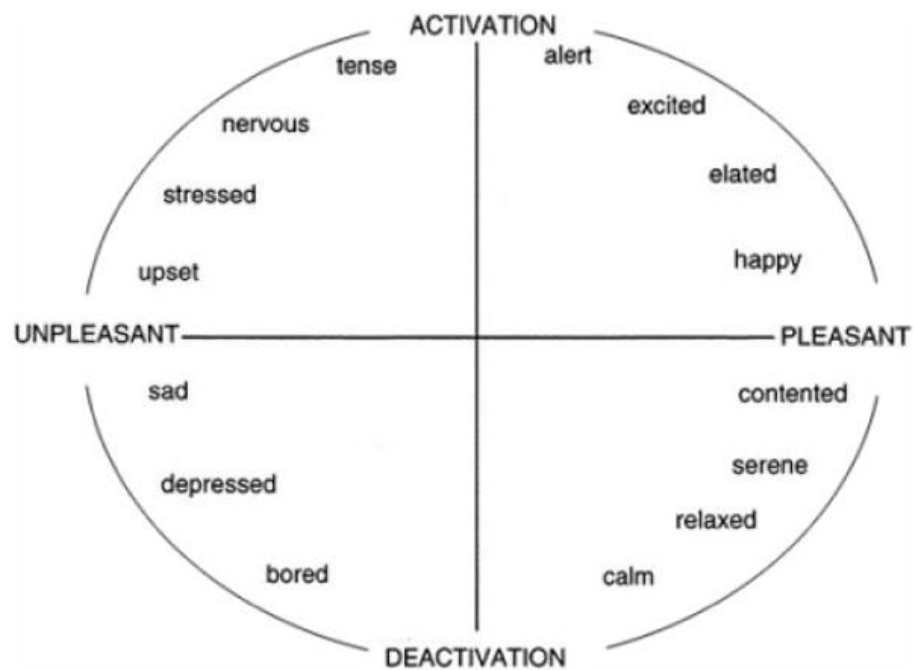 ACTIVATION
tense
alert
nervous
excited
stressed
elated
upset
happy
UNPLEASANT
PLEASANT
sad
contented
depressed
serene
relaxed
bored
calm
DEACTIVATION